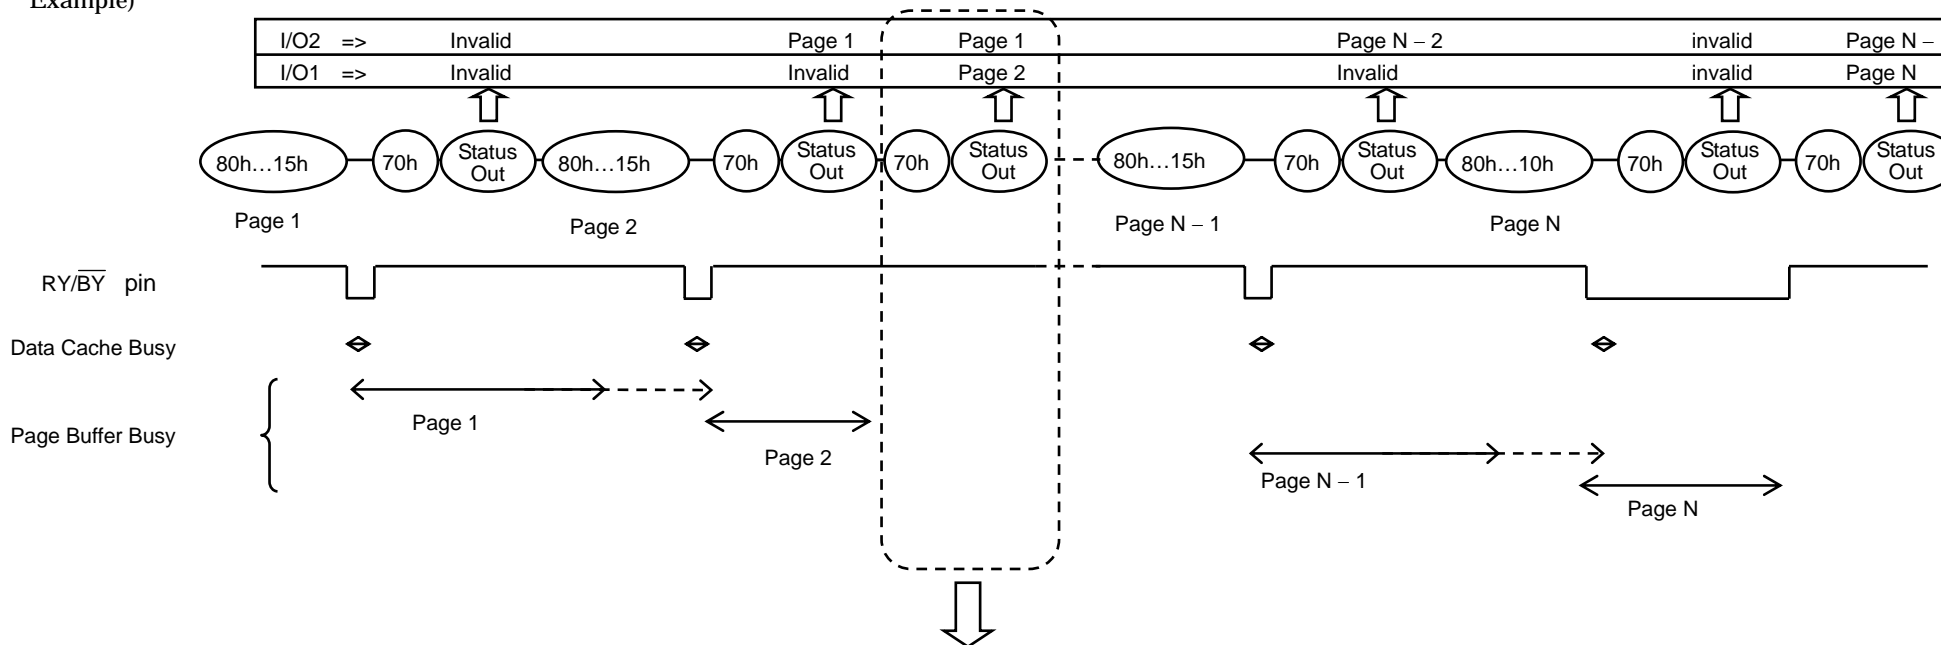 Example)
I/O2 => Invalid Page 1 Page 1 Page N – 2 invalid Page N –
I/O1 => Invalid Invalid Page 2 Invalid invalid Page N
80h…15h 70h Status Out 80h…15h 70h Status Out 70h Status Out 80h…15h 70h Status Out 80h…10h 70h Status Out 70h Status Out
Page 1 Page 2 Page N – 1 Page N
RY/B̅Y̅ pin
Data Cache Busy
Page 1
Page Buffer Busy
Page 2
Page N – 1
Page N